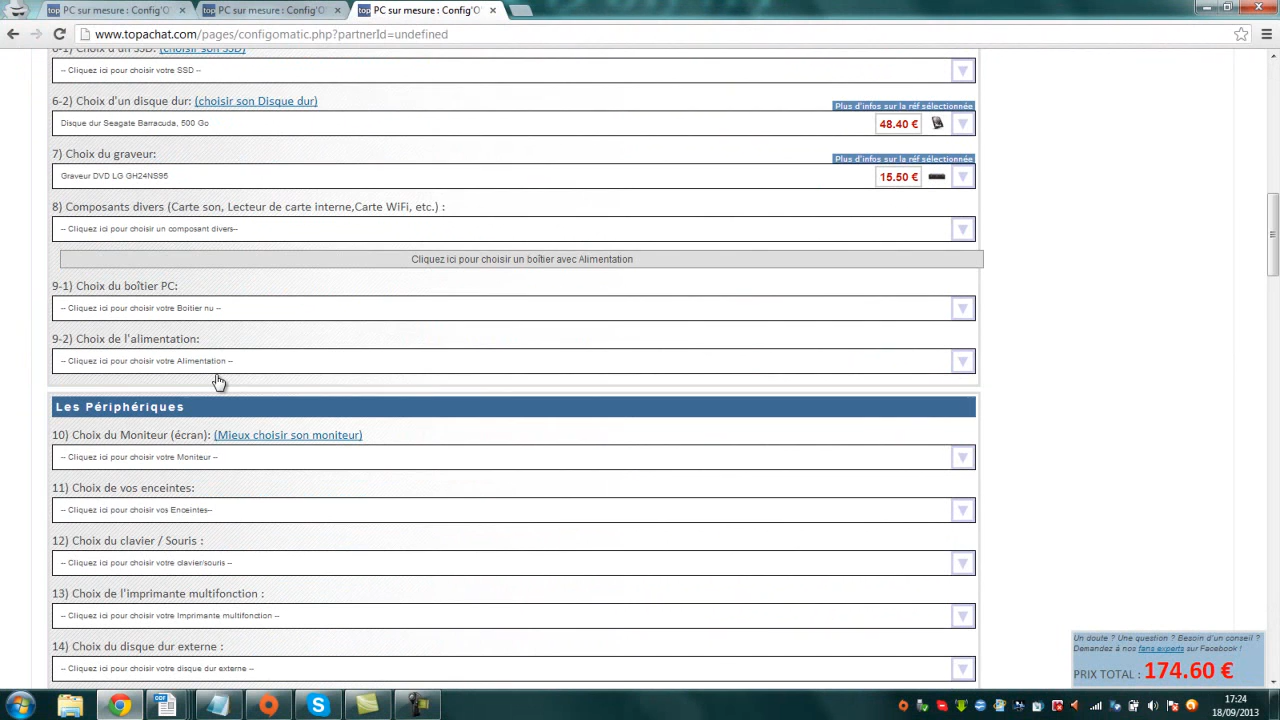 PC sur mesure : Config'O
PC sur mesure : Config'O
PC sur mesure : Config'O
www.topachat.com/pages/configomatic.php?partnerId=undefined
6-1) Choix d'un SSD: (choisir son SSD)
-- Cliquez ici pour choisir votre SSD --
6-2) Choix d'un disque dur: (choisir son Disque dur)
Plus d'infos sur la réf sélectionnée
Disque dur Seagate Barracuda, 500 Go
48.40 €
7) Choix du graveur:
Plus d'infos sur la réf sélectionnée
Graveur DVD LG GH24NS95
15.50 €
8) Composants divers (Carte son, Lecteur de carte interne,Carte WiFi, etc.) :
-- Cliquez ici pour choisir un composant divers--
Cliquez ici pour choisir un boîtier avec Alimentation
9-1) Choix du boîtier PC:
-- Cliquez ici pour choisir votre Boitier nu --
9-2) Choix de l'alimentation:
-- Cliquez ici pour choisir votre Alimentation --
Les Périphériques
10) Choix du Moniteur (écran): (Mieux choisir son moniteur)
-- Cliquez ici pour choisir votre Moniteur --
11) Choix de vos enceintes:
-- Cliquez ici pour choisir vos Enceintes--
12) Choix du clavier / Souris :
-- Cliquez ici pour choisir votre clavier/souris --
13) Choix de l'imprimante multifonction :
-- Cliquez ici pour choisir votre Imprimante multifonction --
14) Choix du disque dur externe :
-- Cliquez ici pour choisir votre disque dur externe --
Un doute ? Une question ? Besoin d'un conseil ?
Demandez à nos fans experts sur Facebook !
PRIX TOTAL : 174.60 €
17:24
18/09/2013